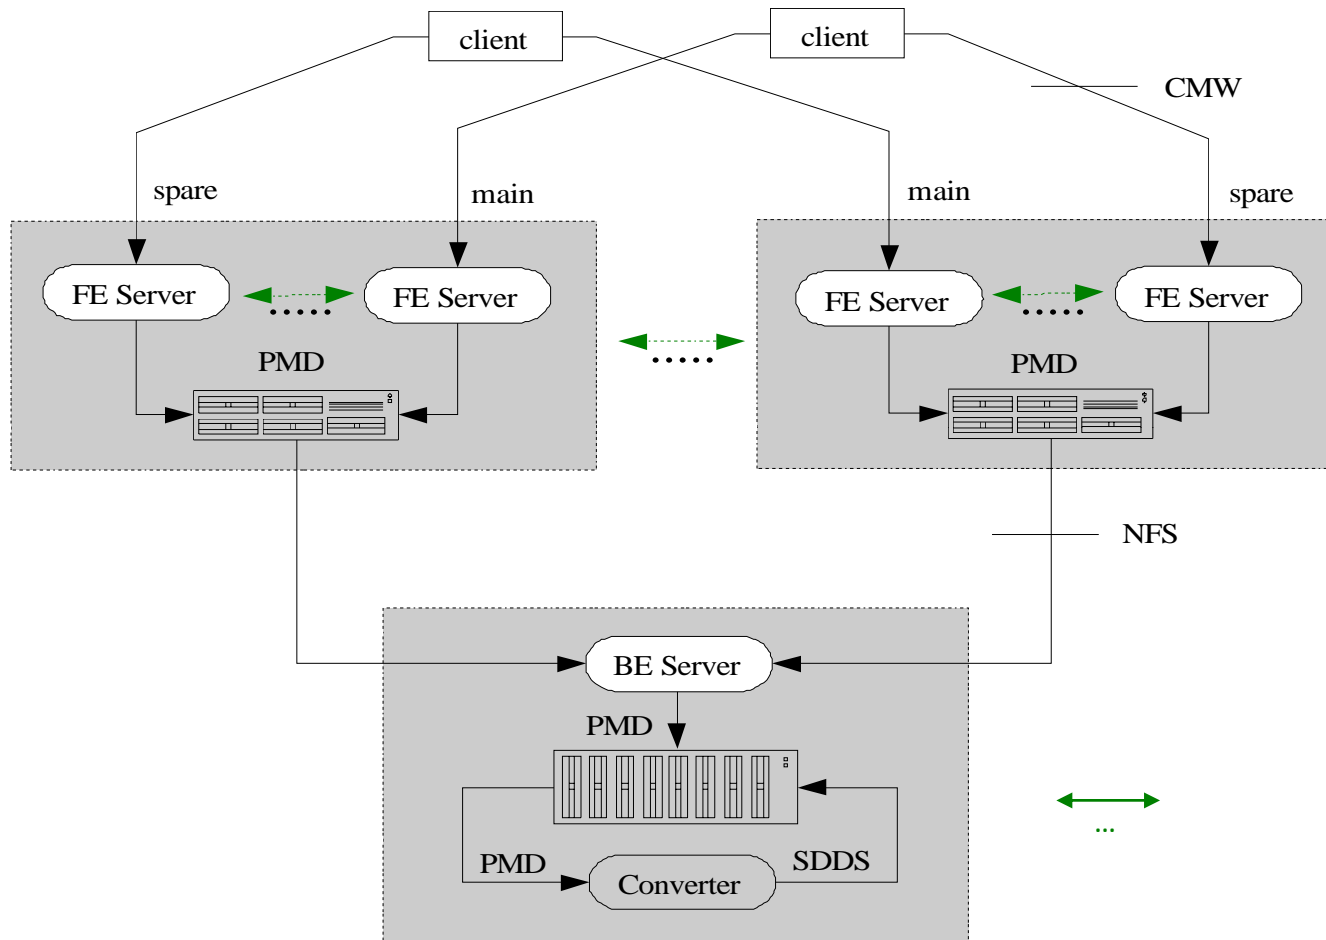 client
client
CMW
spare
main
main
spare
FE Server
FE Server
FE Server
FE Server
PMD
PMD
NFS
BE Server
PMD
PMD
SDDS
Converter
...